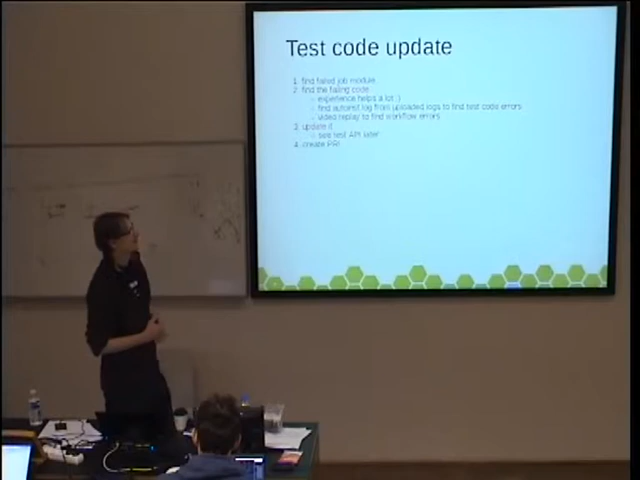 Test code update
1. find failed job module
2. find the failing code
- experience helps a lot :)
- find autoinst log from uploaded logs to find test code errors
- video replay to find workflow errors
3. update it
- see test API later
4. create PR!